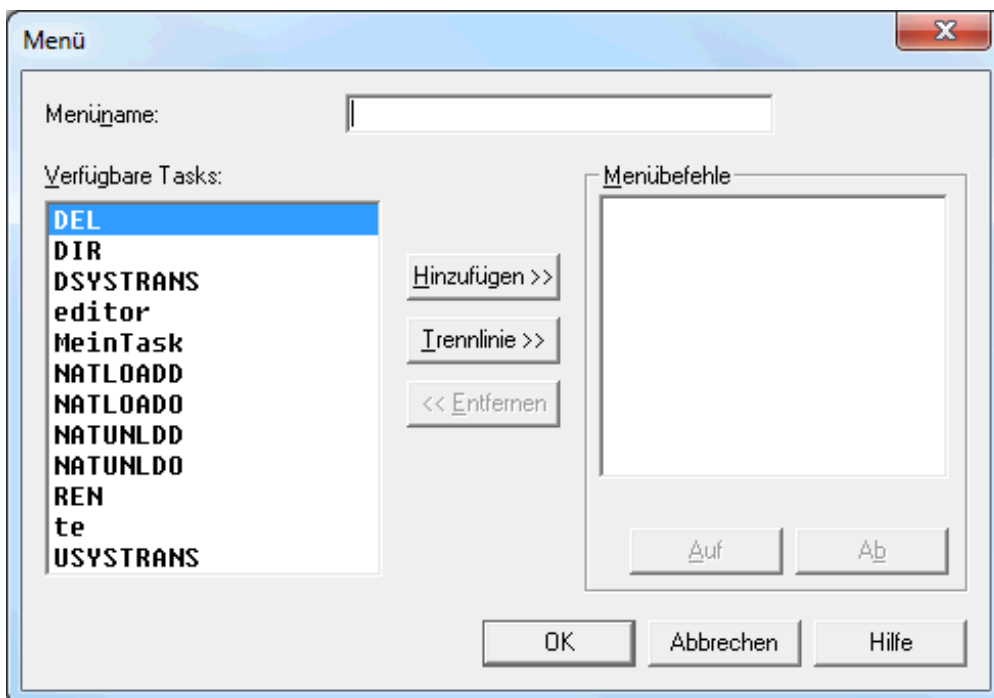 Menü
Menüname:
Verfügbare Tasks:
DEL
DIR
DSYSTRANS
editor
MeinTask
NATLOADD
NATLOADO
NATUNLDD
NATUNLDO
REN
te
USYSTRANS
Hinzufügen >>
Trennlinie >>
<< Entfernen
Menübefehle
Auf
Ab
OK
Abbrechen
Hilfe